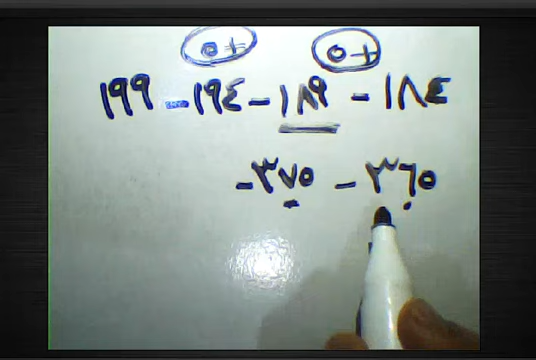 ٥+ ٥+
١٨٤ - ١٨٩ - ١٩٤ - ١٩٩
٣٦٥ - ٣٧٥ -